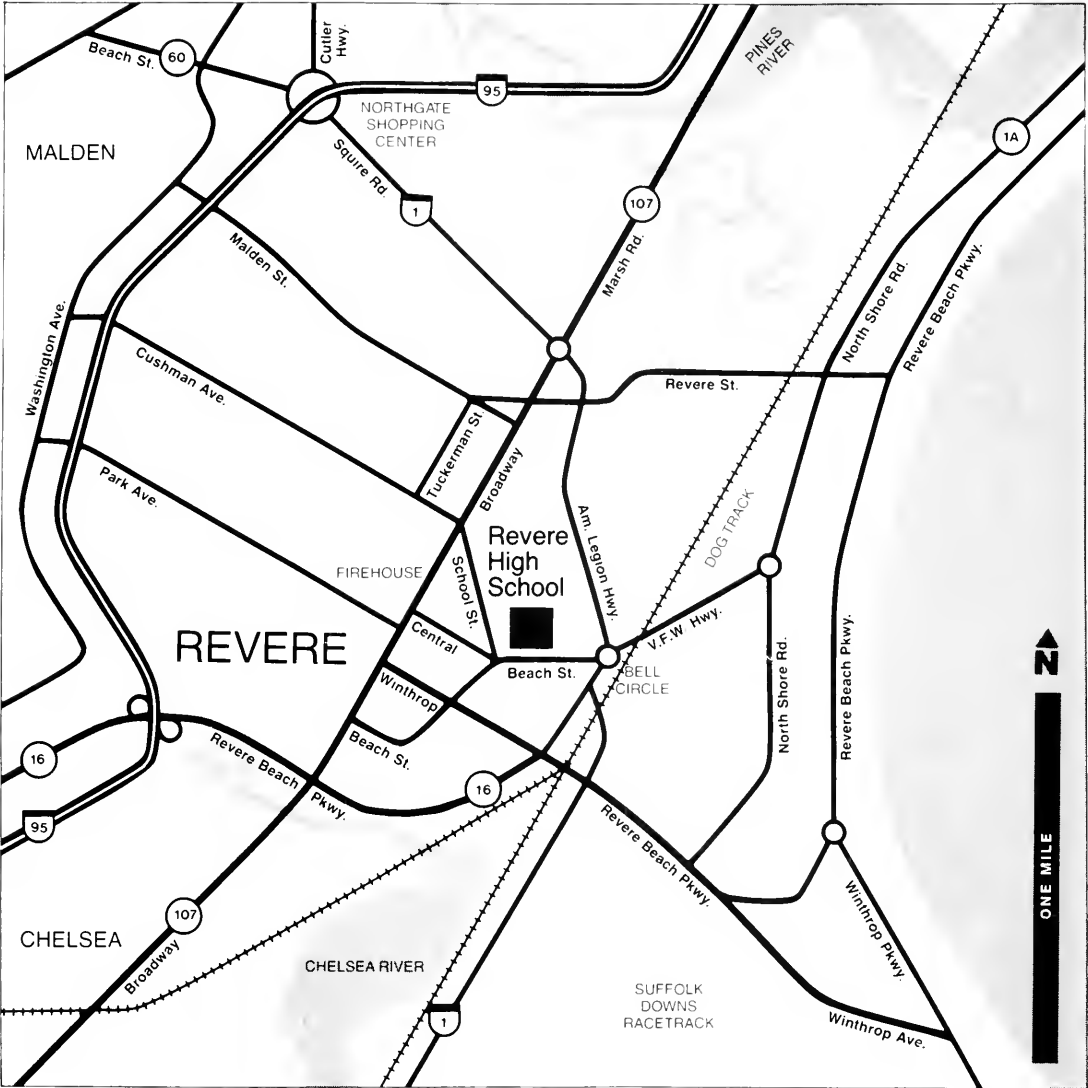 Beach St.
60
Cutler
Hwy.
95
PINES
RIVER
1A
NORTHGATE
SHOPPING
CENTER
MALDEN
Squire Rd.
1
107
Marsh Rd.
Malden St.
North Shore Rd.
Revere Beach Pkwy.
Washington Ave.
Cushman Ave.
Revere St.
Tuckerman St.
Broadway
Park Ave.
DOG TRACK
Am. Legion Hwy.
Revere
High
School
FIREHOUSE
School St.
REVERE
Central
V.F.W Hwy.
Beach St.
BELL
CIRCLE
Winthrop
North Shore Rd.
Revere Beach Pkwy.
N
Beach St.
16
Revere Beach
Pkwy.
16
95
Revere Beach Pkwy.
ONE MILE
Winthrop Pkwy.
107
CHELSEA
Broadway
CHELSEA RIVER
1
SUFFOLK
DOWNS
RACETRACK
Winthrop Ave.